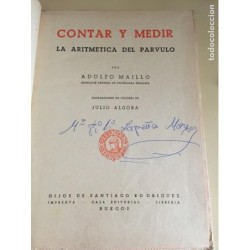 CONTAR Y MEDIR
LA ARITMETICA DEL PARVULO
POR
ADOLFO MAILLO
ILUSTRACIONES EN COLORES DE
JULIO ALGORA
HIJOS DE SANTIAGO RODRIGUEZ
IMPRENTA - CASA EDITORIAL - LIBRERIA
BURGOS